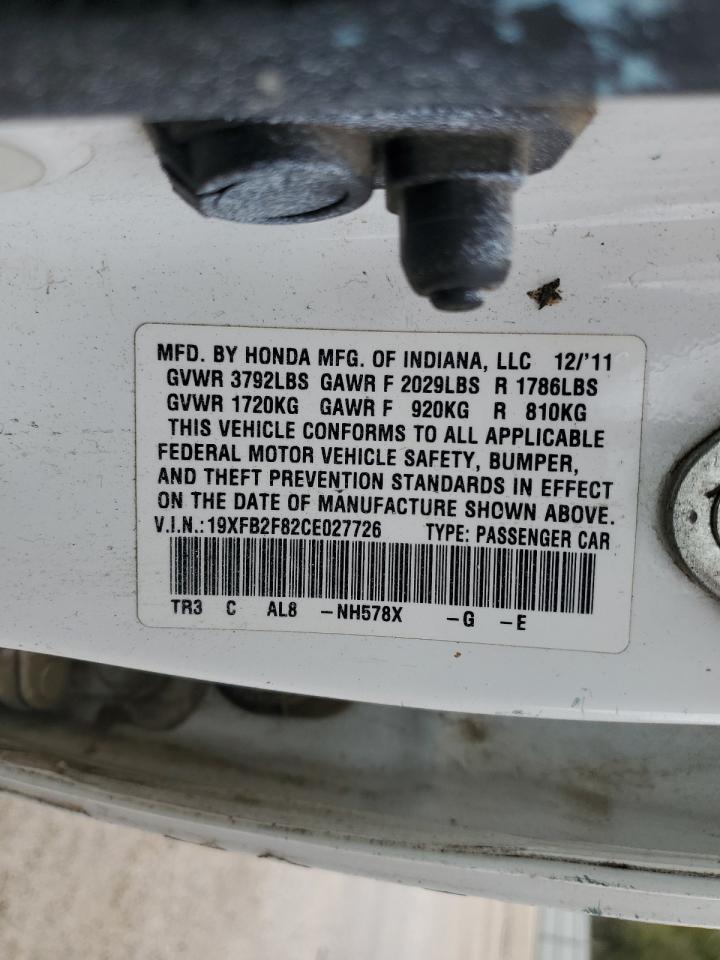 MFD. BY HONDA MFG. OF INDIANA, LLC 12/'11
GVWR 3792LBS GAWR F 2029LBS R 1786LBS
GVWR 1720KG GAWR F 920KG R 810KG
THIS VEHICLE CONFORMS TO ALL APPLICABLE
FEDERAL MOTOR VEHICLE SAFETY, BUMPER,
AND THEFT PREVENTION STANDARDS IN EFFECT
ON THE DATE OF MANUFACTURE SHOWN ABOVE.
V.I.N.:19XFB2F82CE027726 TYPE: PASSENGER CAR
TR3 C AL8 -NH578X -G -E